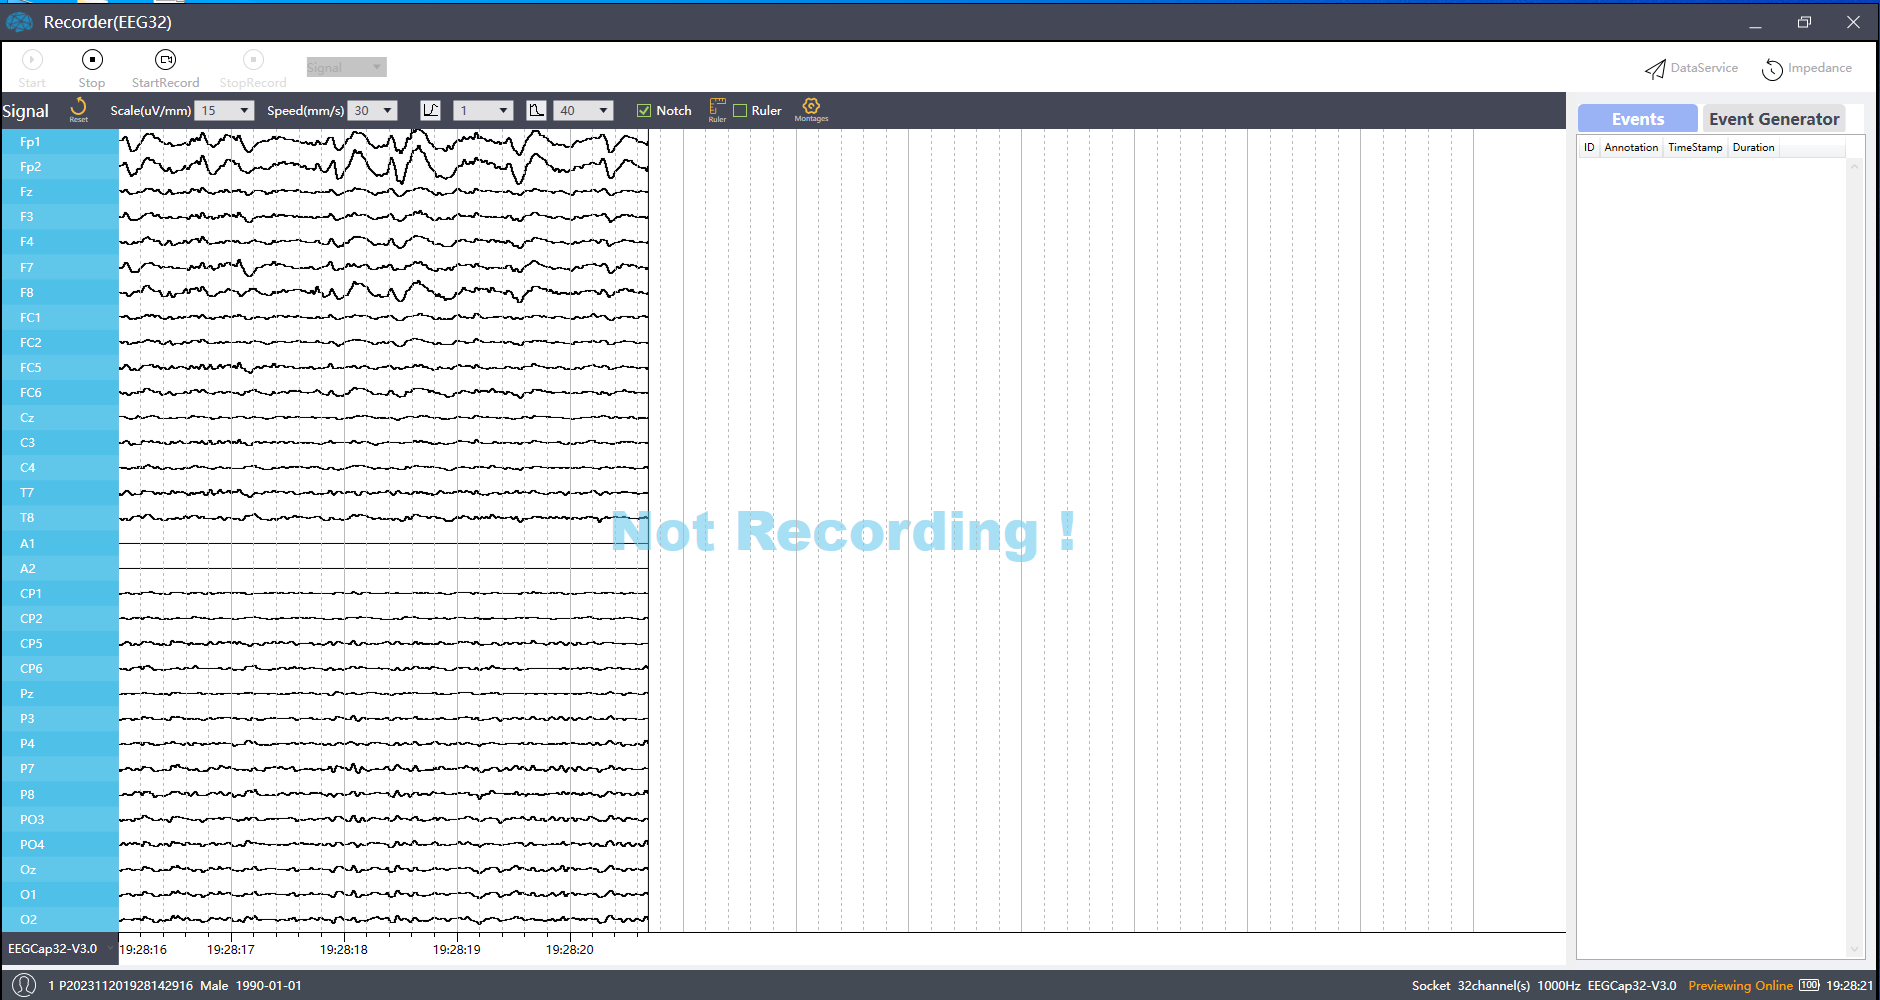 Recorder(EEG32)
Start Stop StartRecord StopRecord Signal DataService Impedance
Signal Reset Scale(uV/mm) 15 Speed(mm/s) 30 1 40 Notch Ruler Ruler Montages
Events Event Generator
ID Annotation TimeStamp Duration
Fp1
Fp2
Fz
F3
F4
F7
F8
FC1
FC2
FC5
FC6
Cz
C3
C4
T7
T8
Not Recording !
A1
A2
CP1
CP2
CP5
CP6
Pz
P3
P4
P7
P8
PO3
PO4
Oz
O1
O2
EEGCap32-V3.0 19:28:16 19:28:17 19:28:18 19:28:19 19:28:20
1 P202311201928142916 Male 1990-01-01 Socket 32channel(s) 1000Hz EEGCap32-V3.0 Previewing Online 100 19:28:21